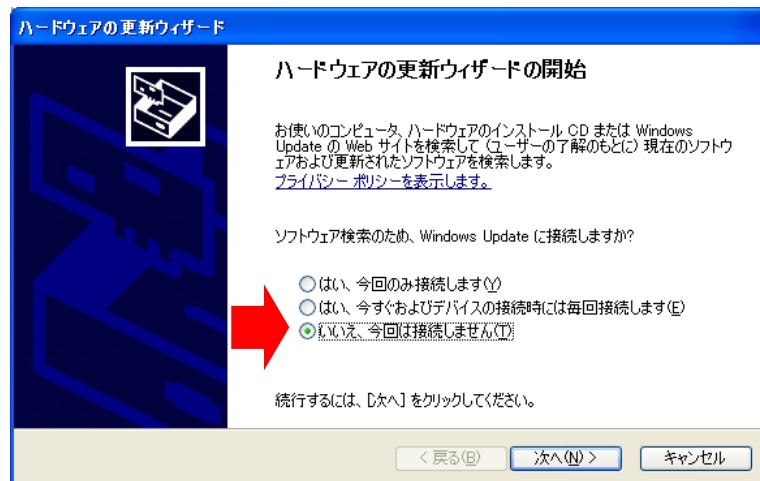 ハードウェアの更新ウィザード
ハードウェアの更新ウィザードの開始
お使いのコンピュータ、ハードウェアのインストール CD または Windows
Update の Web サイトを検索して (ユーザーの了解のもとに) 現在のソフトウ
ェアおよび更新されたソフトウェアを検索します。
プライバシー ポリシーを表示します。
ソフトウェア検索のため、Windows Update に接続しますか?
はい、今回のみ接続します(Y)
はい、今すぐおよびデバイスの接続時には毎回接続します(E)
いいえ、今回は接続しません(T)
続行するには、[次へ] をクリックしてください。
< 戻る(B) 次へ(N) > キャンセル